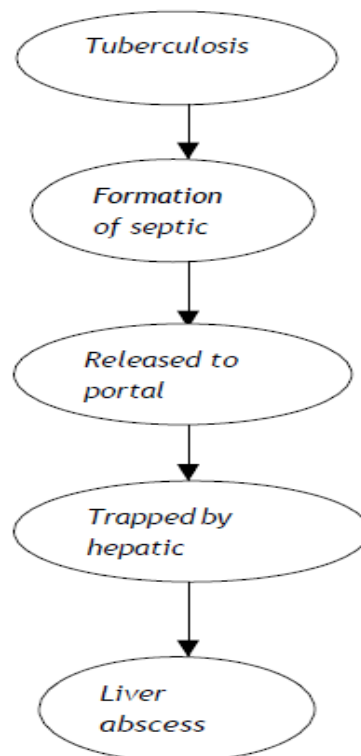 Tuberculosis
Formation
of septic
Released to
portal
Trapped by
hepatic
Liver
abscess